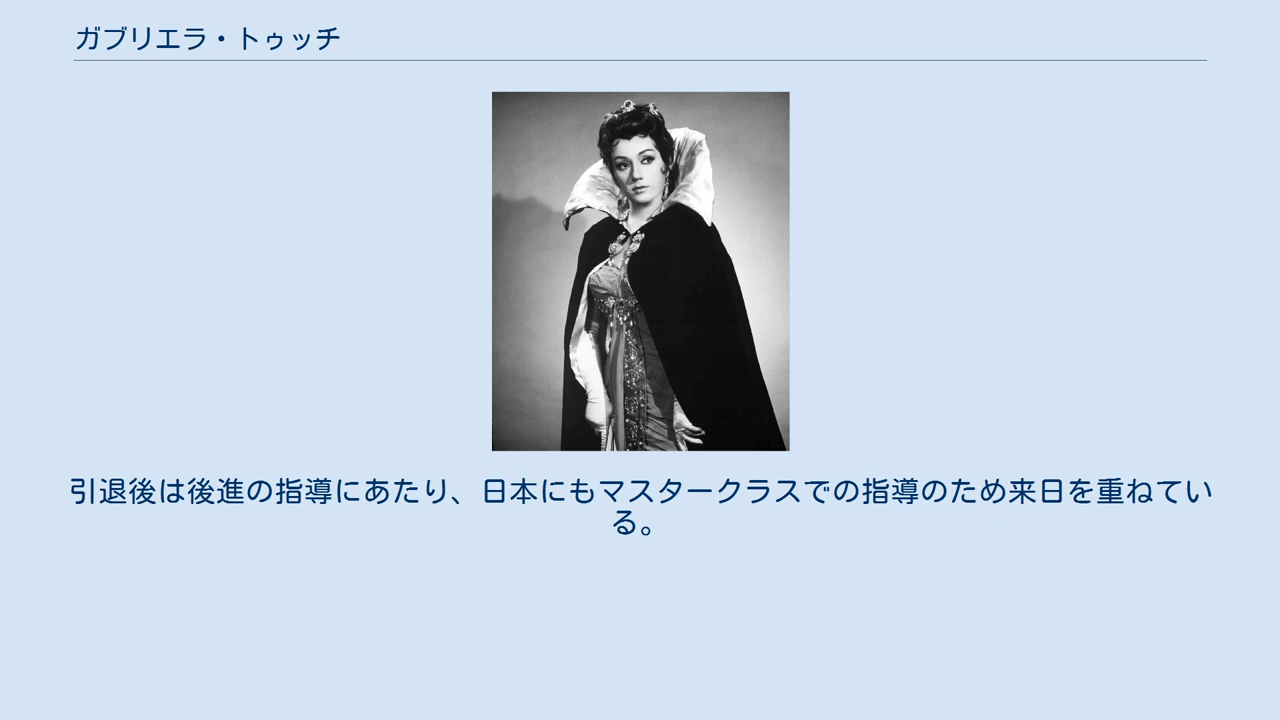 ガブリエラ・トゥッチ
引退後は後進の指導にあたり、日本にもマスタークラスでの指導のため来日を重ねてい
る。